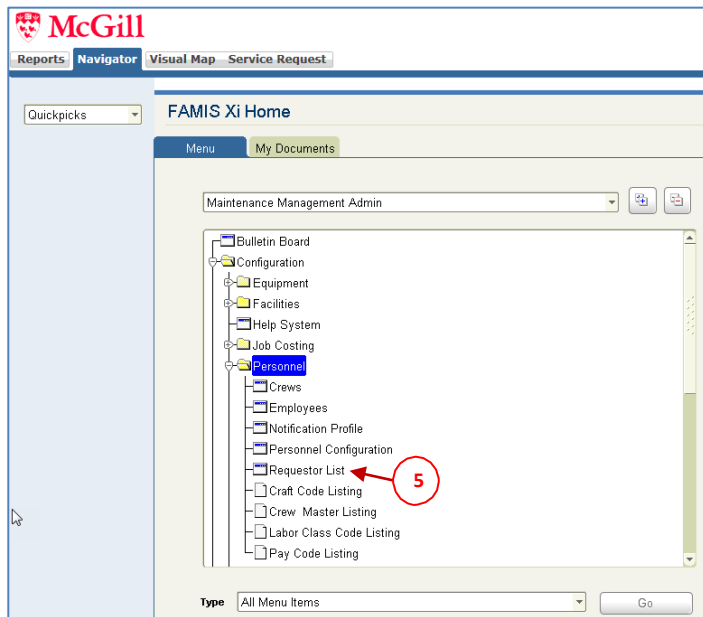 McGill
Reports Navigator Visual Map Service Request
Quickpicks
FAMIS Xi Home
Menu My Documents
Maintenance Management Admin
Bulletin Board
Configuration
Equipment
Facilities
Help System
Job Costing
Personnel
Crews
Employees
Notification Profile
Personnel Configuration
Requestor List
5
Craft Code Listing
Crew Master Listing
Labor Class Code Listing
Pay Code Listing
Type All Menu Items Go